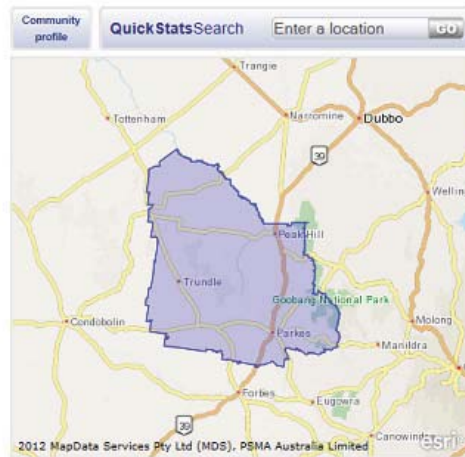 Community
profile
QuickStatsSearch
Enter a location
GO
Trangie
Tottenham
Narromine
Dubbo
39
Wellin
Peak Hill
Trundle
Goobang National Park
Condobolin
Parkes
Molong
Manildra
Forbes
Eugowra
39
Canowindr
2012 MapData Services Pty Ltd (MDS), PSMA Australia Limited
esri